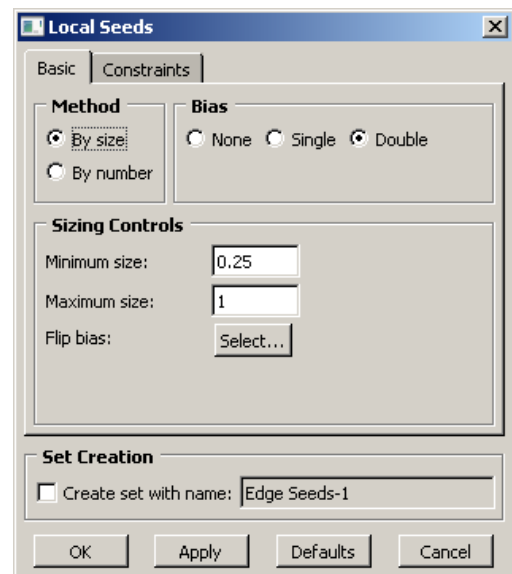 Local Seeds
Basic Constraints
Method
By size
By number
Bias
None Single Double
Sizing Controls
Minimum size: 0.25
Maximum size: 1
Flip bias: Select...
Set Creation
Create set with name: Edge Seeds-1
OK Apply Defaults Cancel